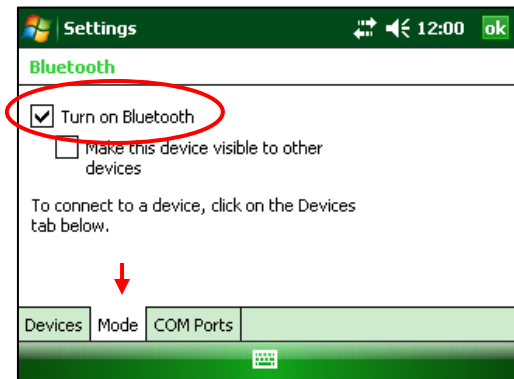 Settings 12:00 ok
Bluetooth
Turn on Bluetooth
Make this device visible to other
devices
To connect to a device, click on the Devices
tab below.
Devices Mode COM Ports